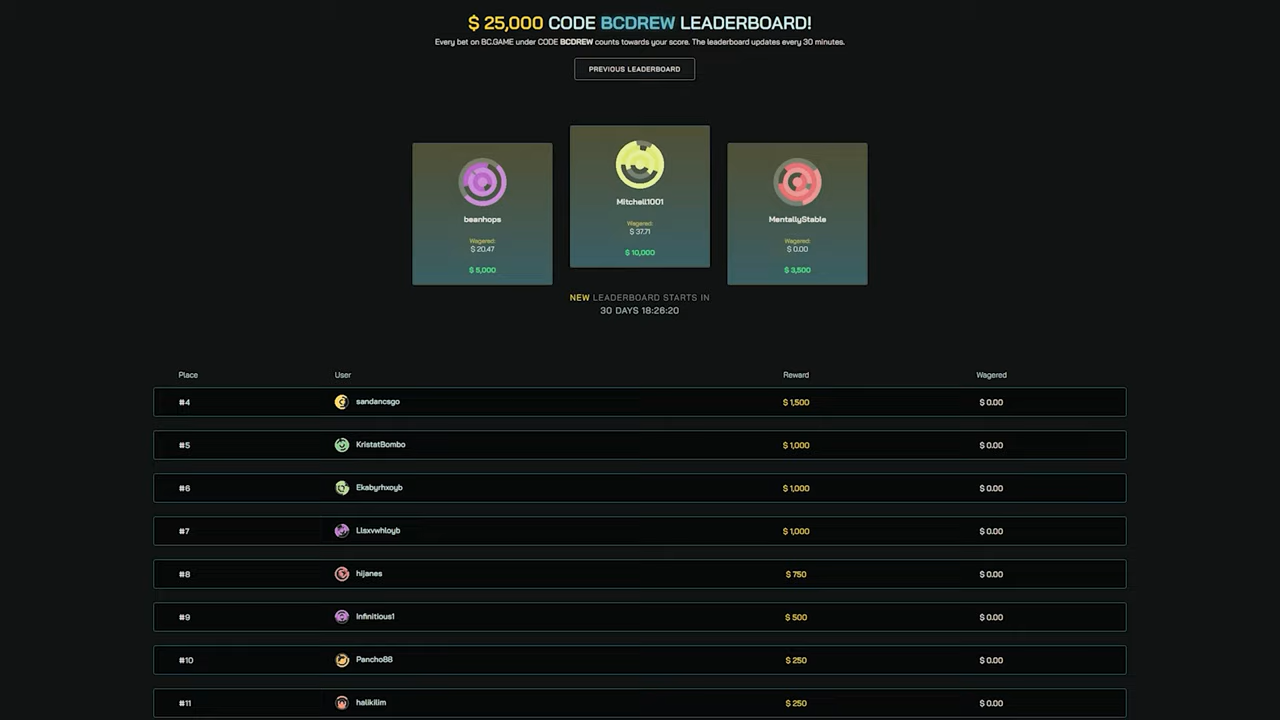 $ 25,000 CODE BCDREW LEADERBOARD!
Every bet on BC.GAME under CODE BCDREW counts towards your score. The leaderboard updates every 30 minutes.
PREVIOUS LEADERBOARD
beanhops
Wagered:
$ 20.47
$ 5,000
Mitchell1001
Wagered:
$ 37.71
$ 10,000
MentallyStable
Wagered:
$ 0.00
$ 3,500
NEW LEADERBOARD STARTS IN
30 DAYS 18:26:20
Place User Reward Wagered
#4 sandancsgo $ 1,500 $ 0.00
#5 KristatBombo $ 1,000 $ 0.00
#6 Ekabyrhxoyb $ 1,000 $ 0.00
#7 Llsxvwhloyb $ 1,000 $ 0.00
#8 hijanes $ 750 $ 0.00
#9 Infinitious1 $ 500 $ 0.00
#10 Pancho88 $ 250 $ 0.00
#11 halikilim $ 250 $ 0.00